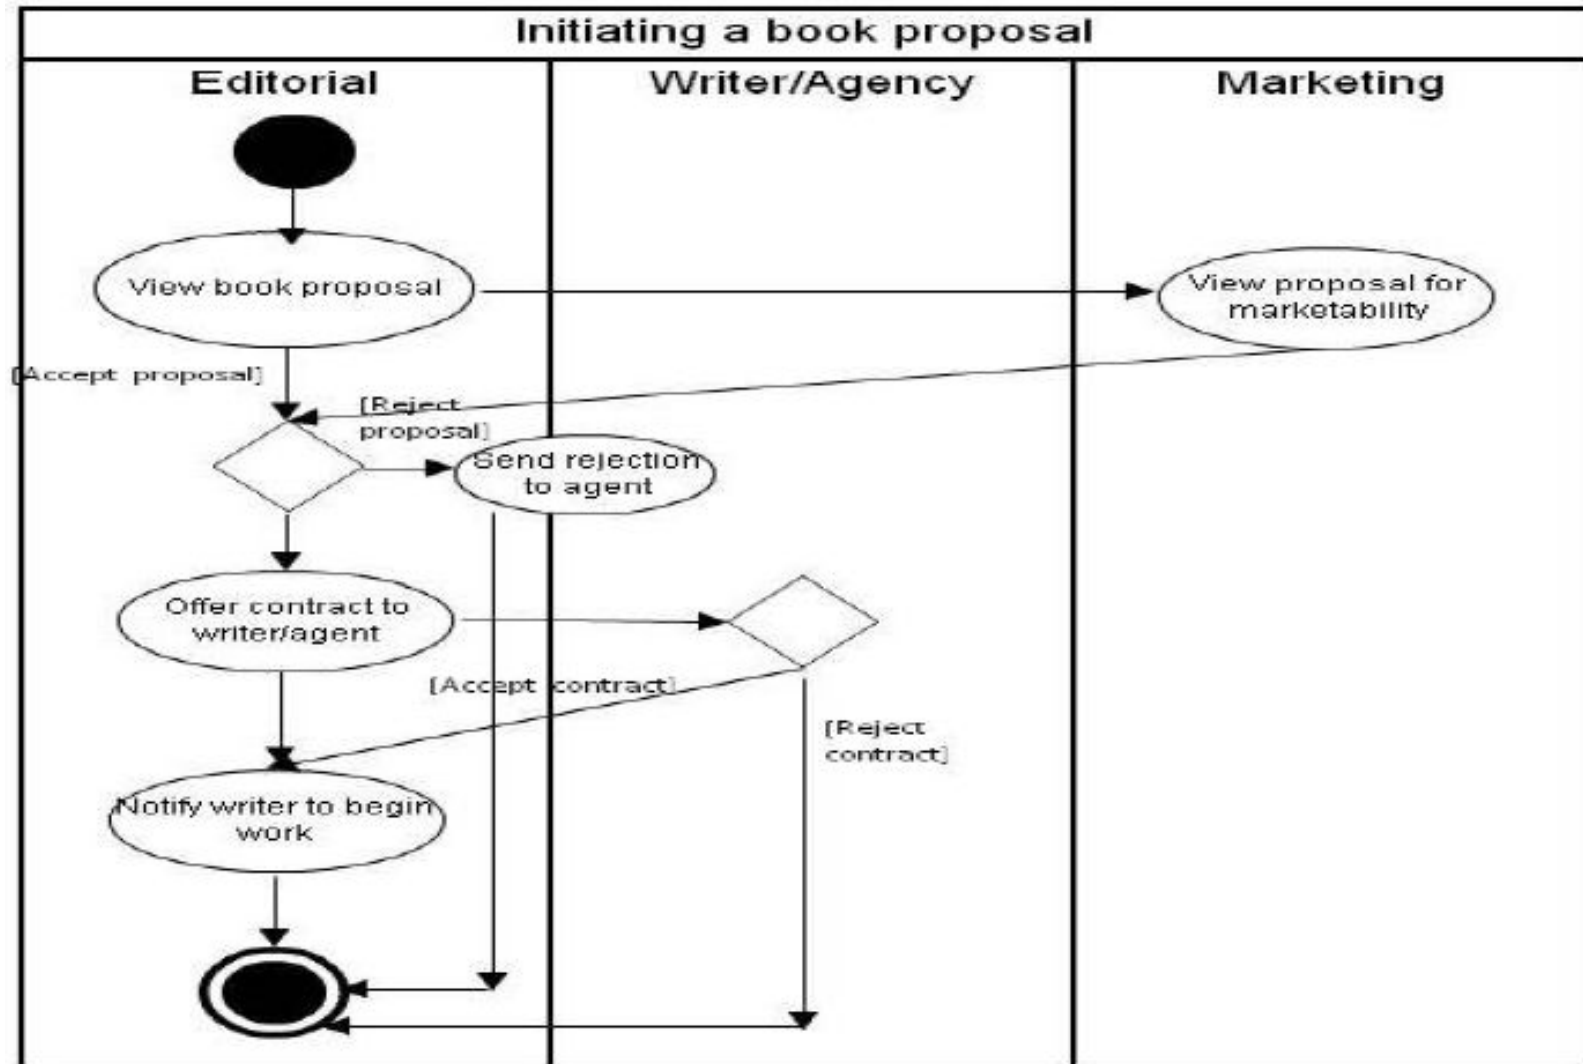 Initiating a book proposal
Editorial
Writer/Agency
Marketing
View book proposal
View proposal for
marketability
[Accept proposal]
[Reject
proposal]
Send rejection
to agent
Offer contract to
writer/agent
[Accept contract]
[Reject
contract]
Notify writer to begin
work